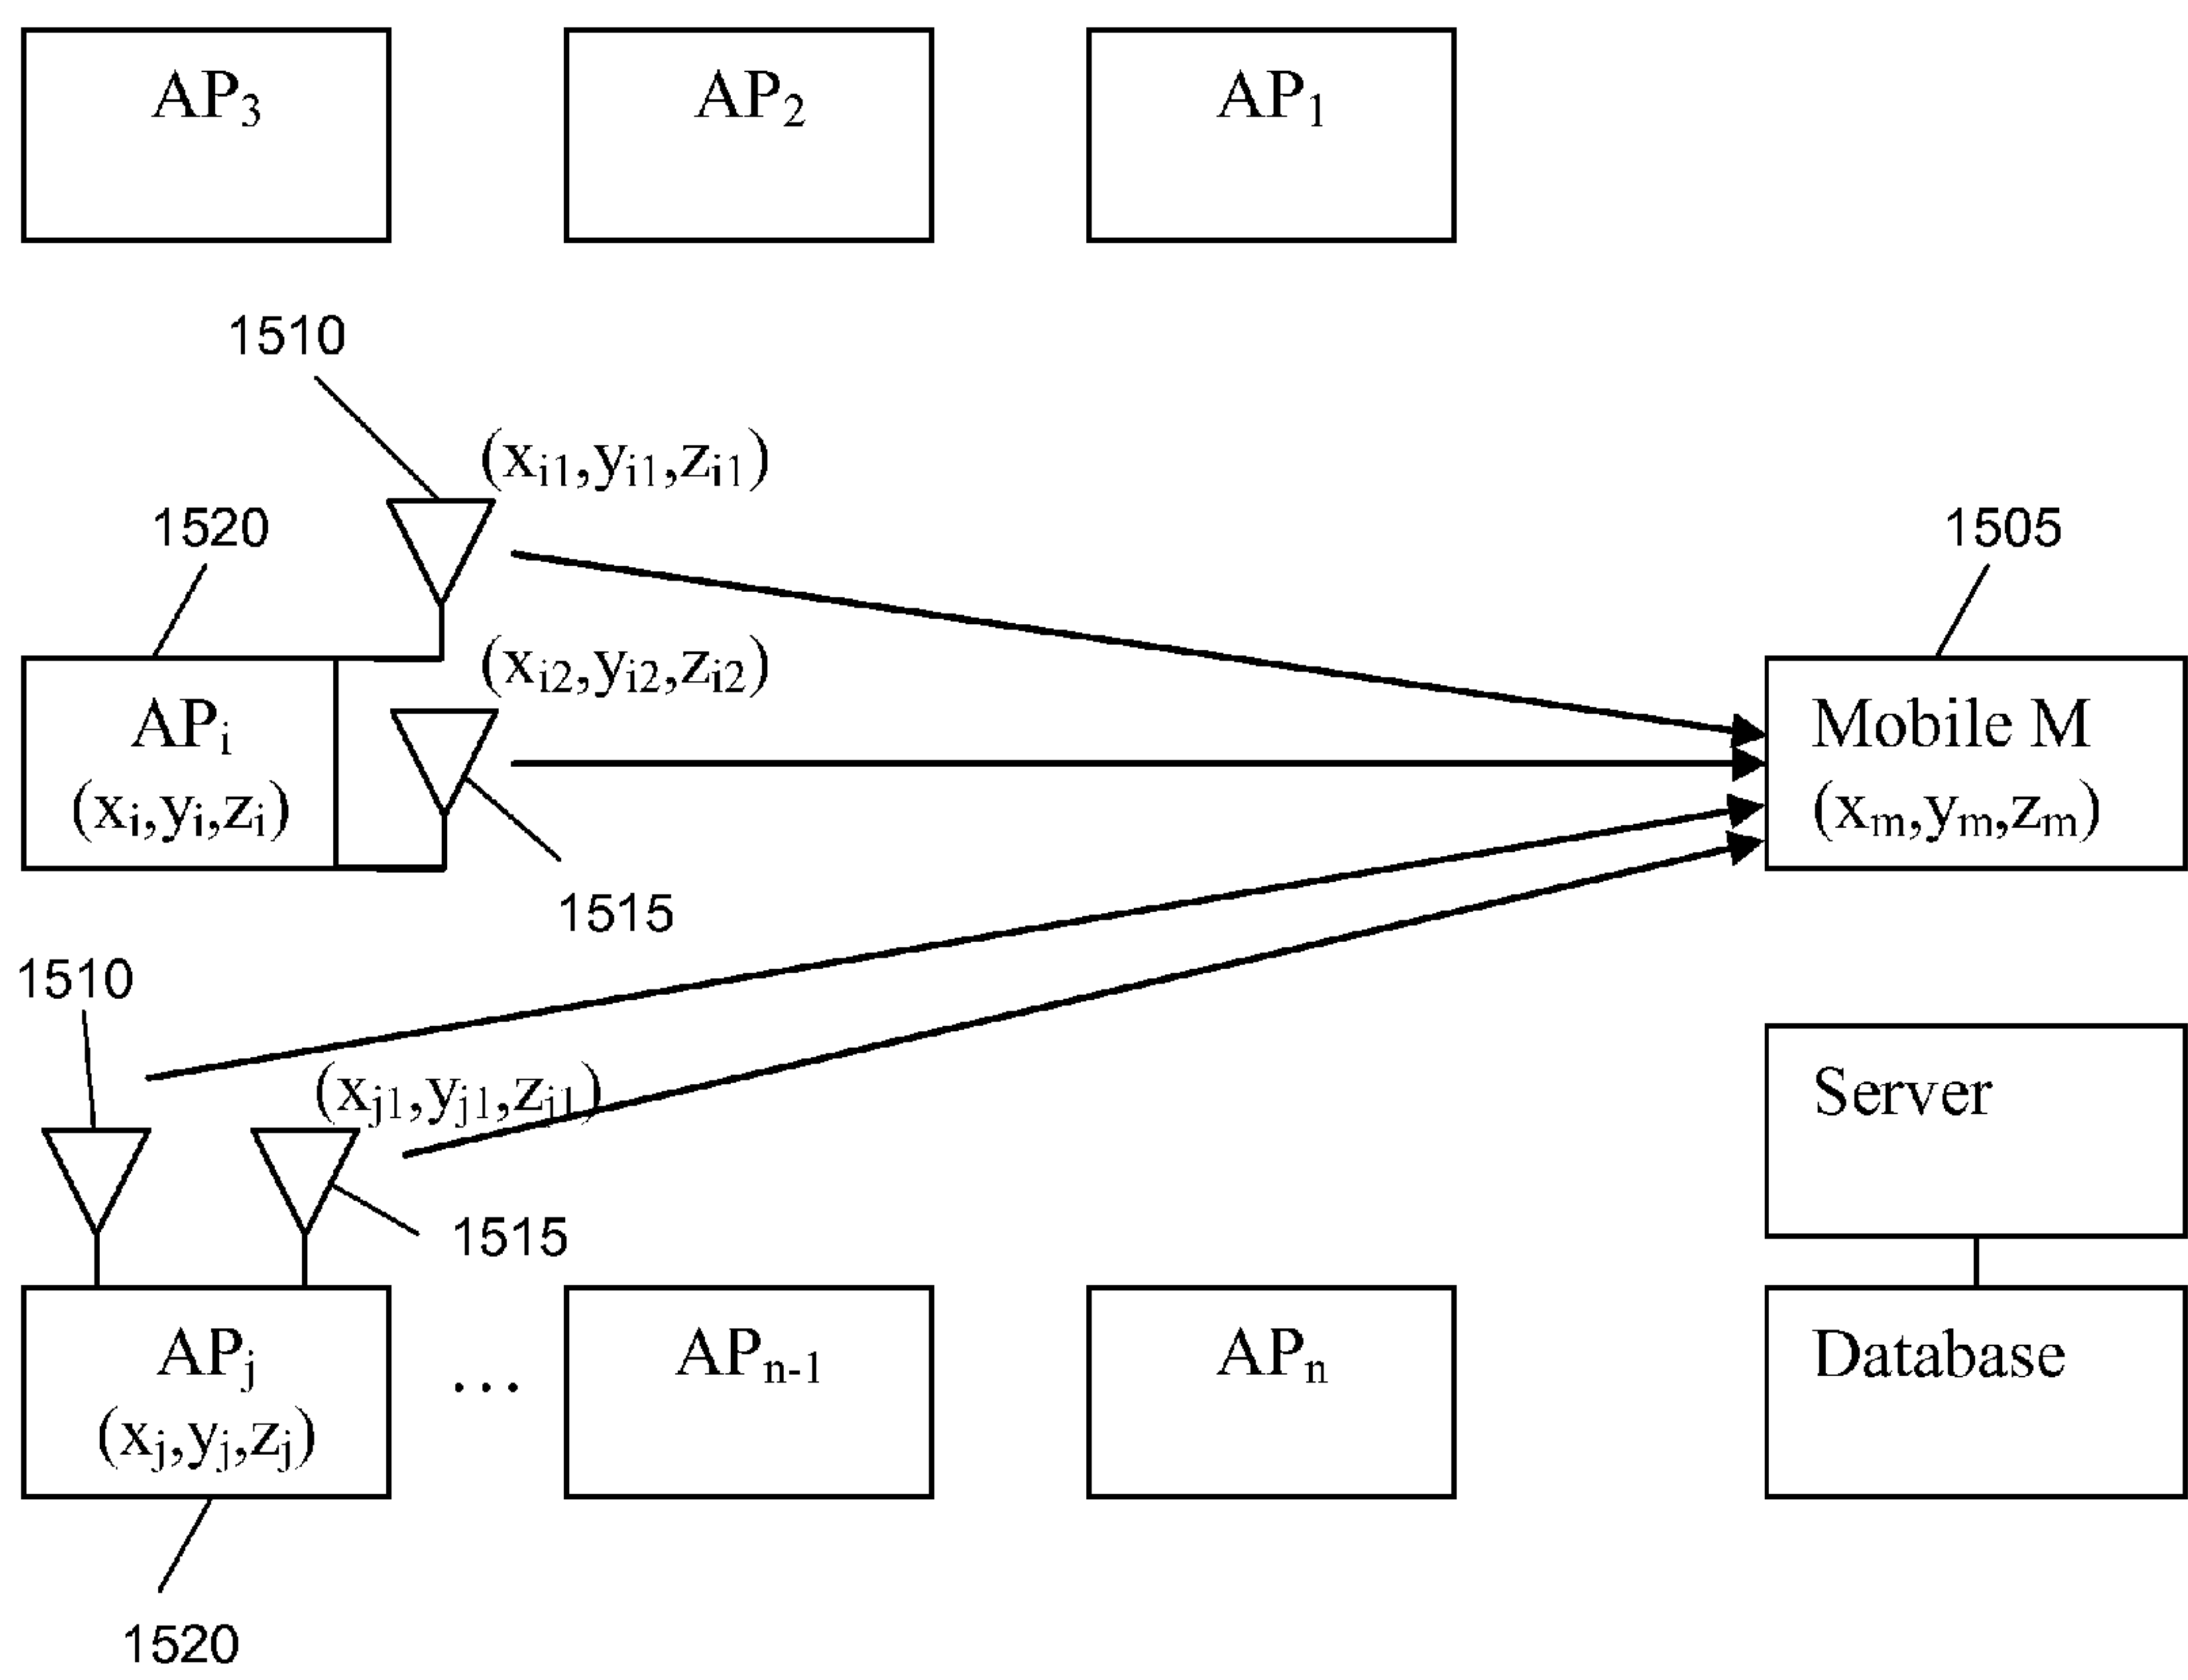 AP₃ AP₂ AP₁
1510
(xᵢ₁,yᵢ₁,zᵢ₁)
1520
1505
(xᵢ₂,yᵢ₂,zᵢ₂)
APᵢ
(xᵢ,yᵢ,zᵢ)
Mobile M
(xₘ,yₘ,zₘ)
1515
1510
(xⱼ₁,yⱼ₁,zⱼ₁)
Server
1515
APⱼ
(xⱼ,yⱼ,zⱼ)
...
APₙ₋₁
APₙ
Database
1520